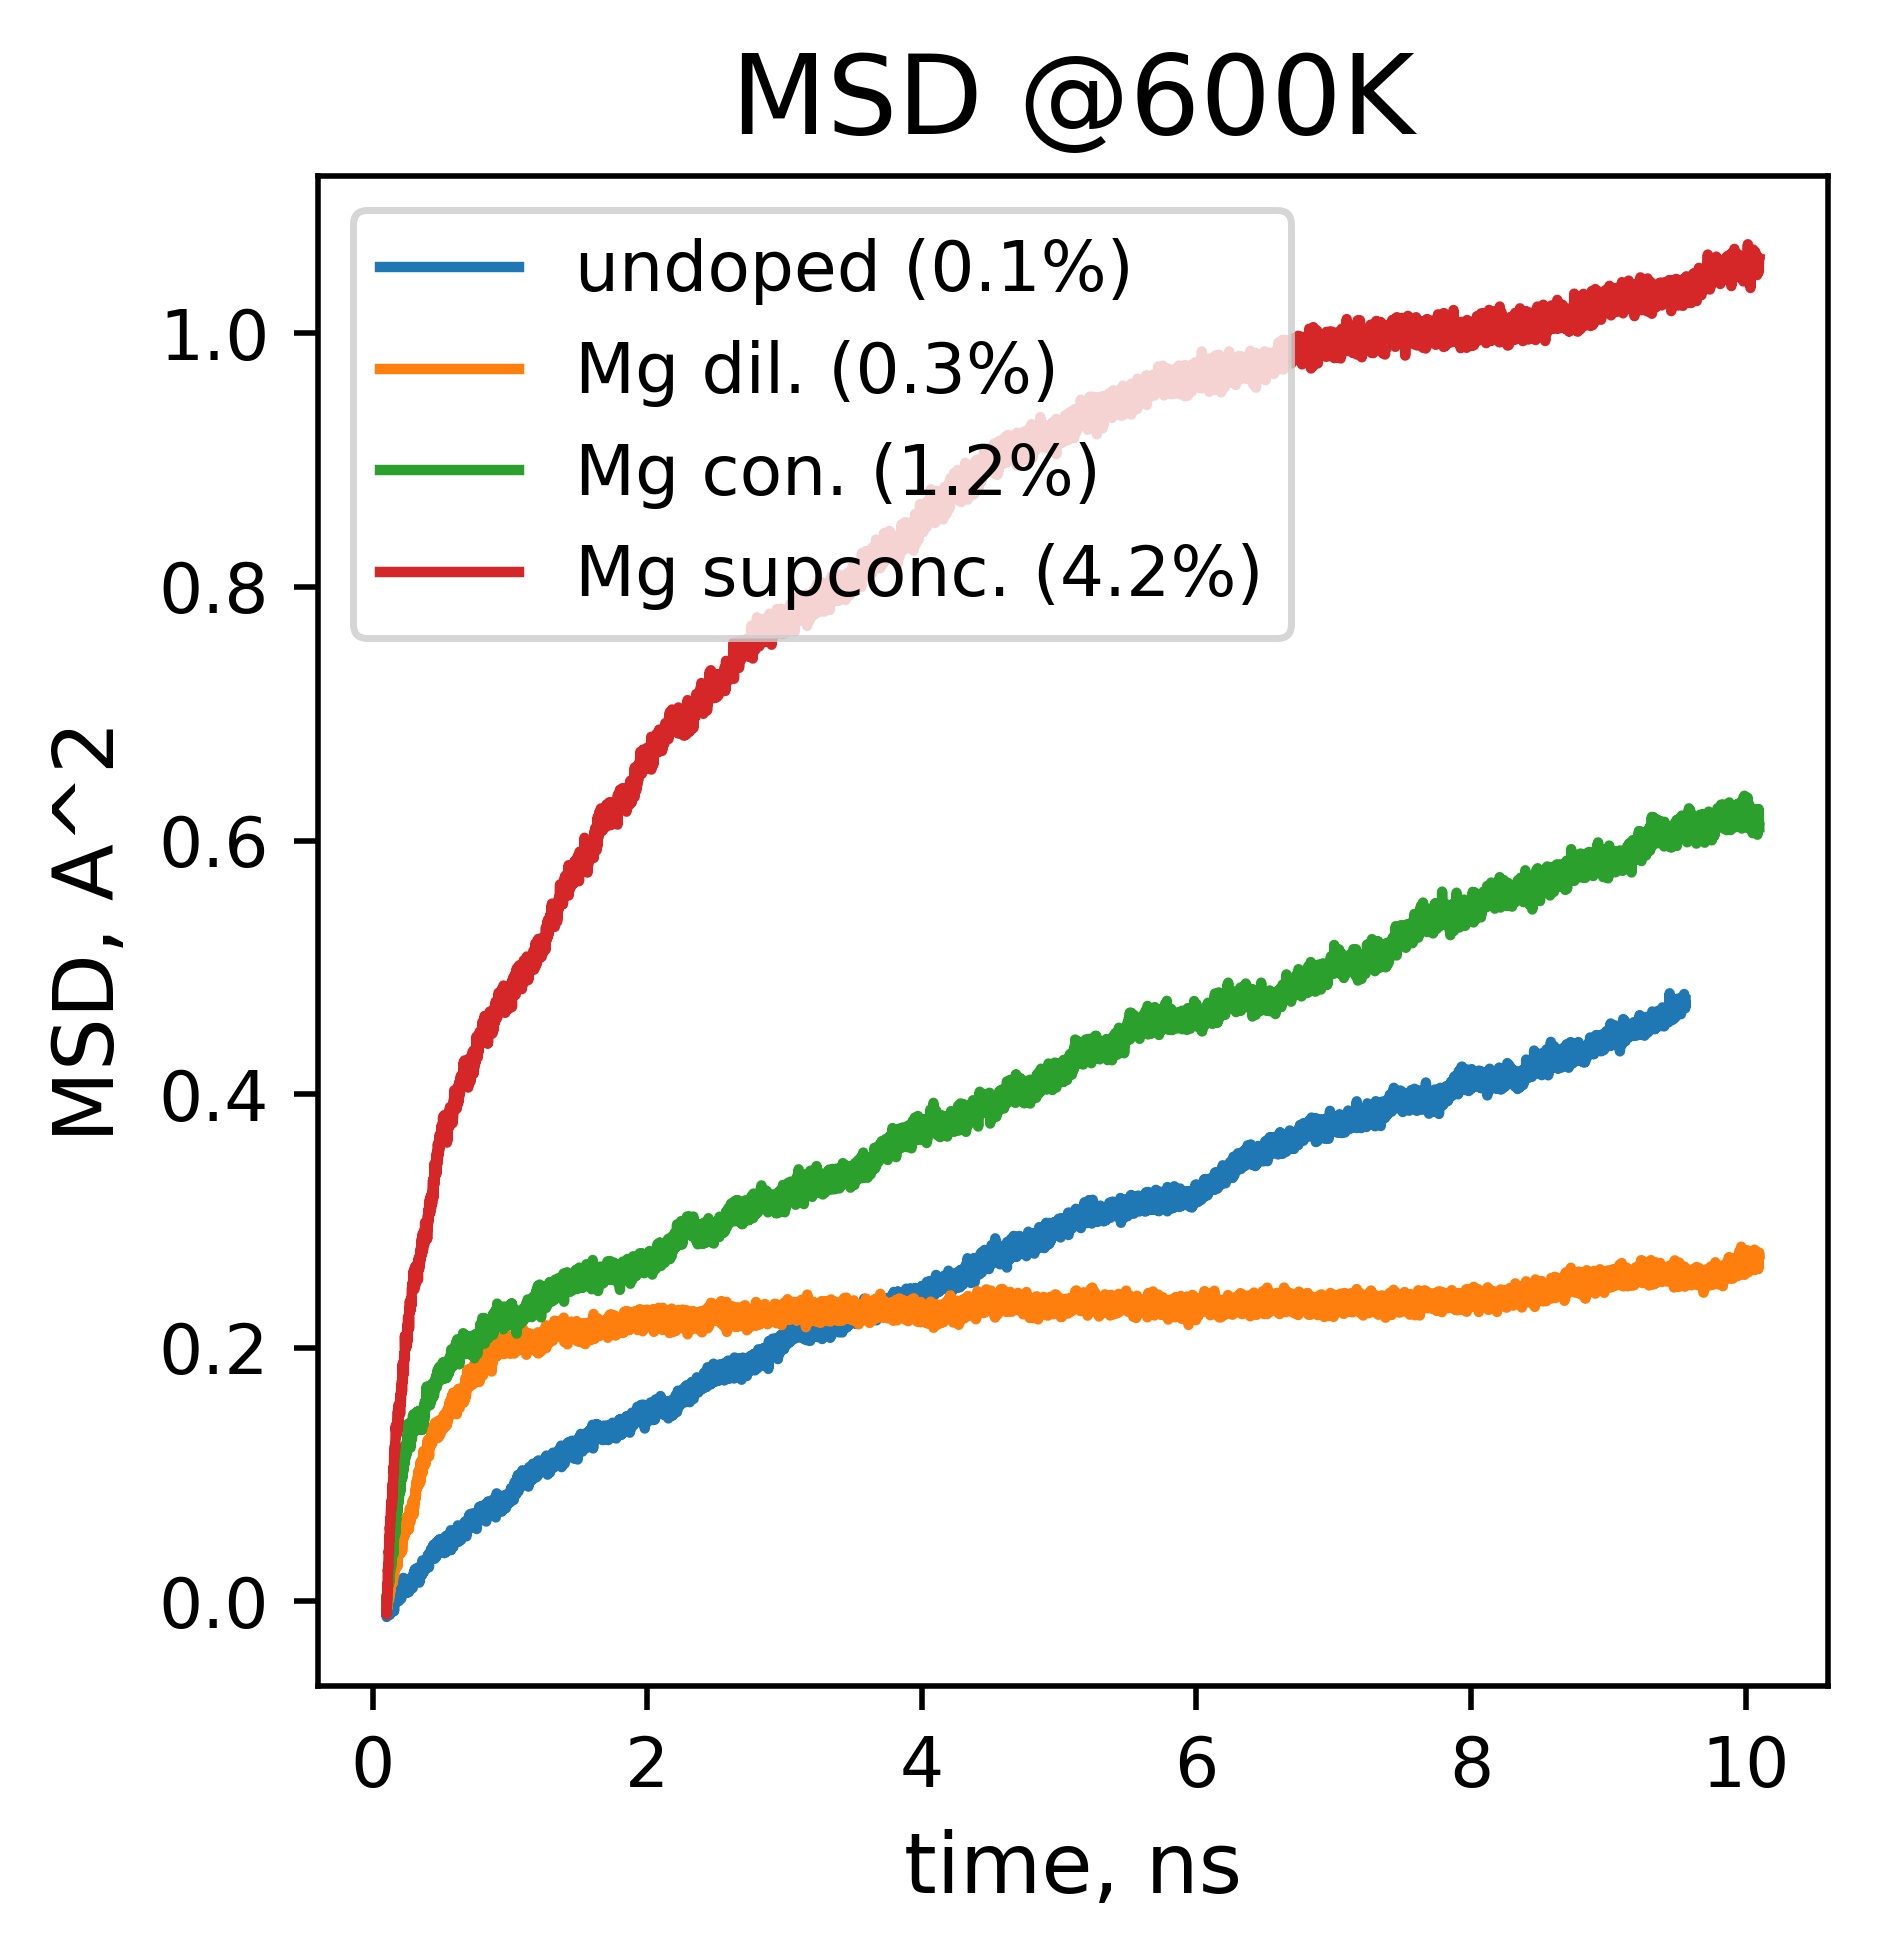 MSD @600K
undoped (0.1%)
Mg dil. (0.3%)
Mg con. (1.2%)
Mg supconc. (4.2%)
MSD, A^2
1.0
0.8
0.6
0.4
0.2
0.0
0 2 4 6 8 10
time, ns